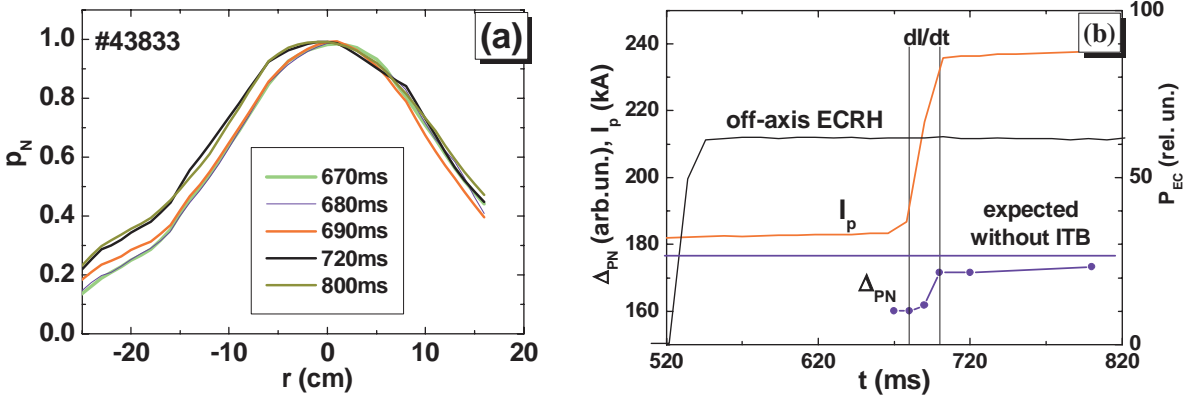 #43833
(a)
1.0
0.8
0.6
0.4
0.2
0.0
p_N
670ms
680ms
690ms
720ms
800ms
-20
-10
0
10
20
r (cm)
dI/dt
(b)
240
220
200
180
160
Δ_PN (arb.un.), I_p (kA)
100
50
0
P_EC (rel. un.)
off-axis ECRH
I_p
expected
without ITB
Δ_PN
520
620
720
820
t (ms)